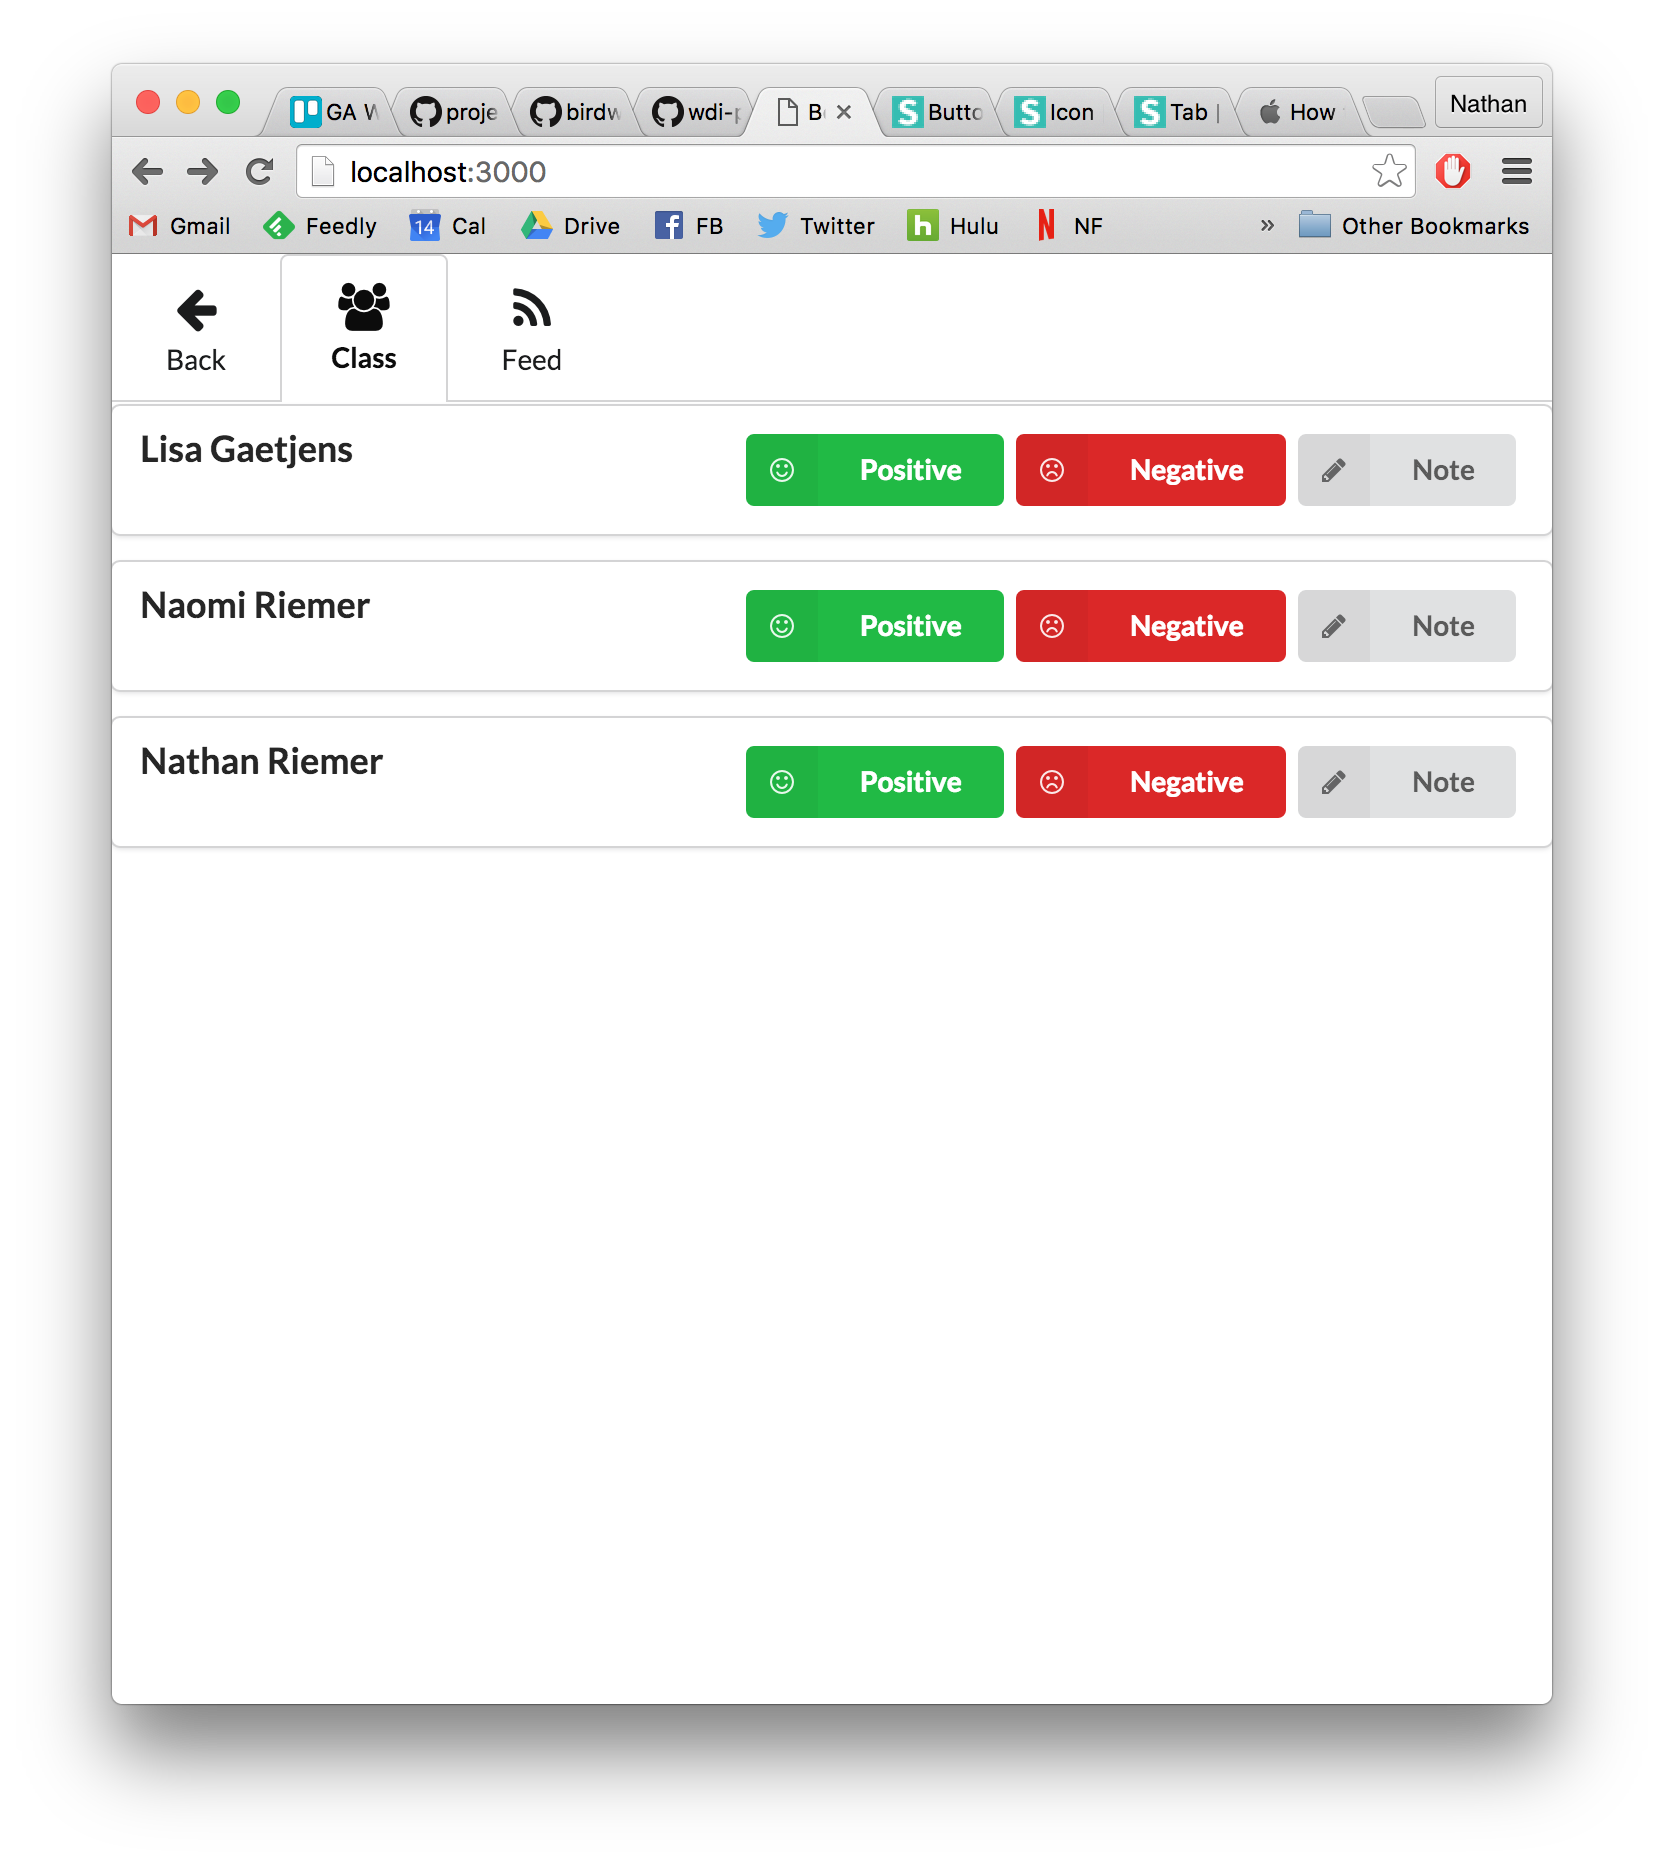 GA W proje birdw wdi-p B Butto Icon Tab | How Nathan
localhost:3000
Gmail Feedly 14 Cal Drive FB Twitter h Hulu N NF » Other Bookmarks
Back Class Feed
Lisa Gaetjens Positive Negative Note
Naomi Riemer Positive Negative Note
Nathan Riemer Positive Negative Note